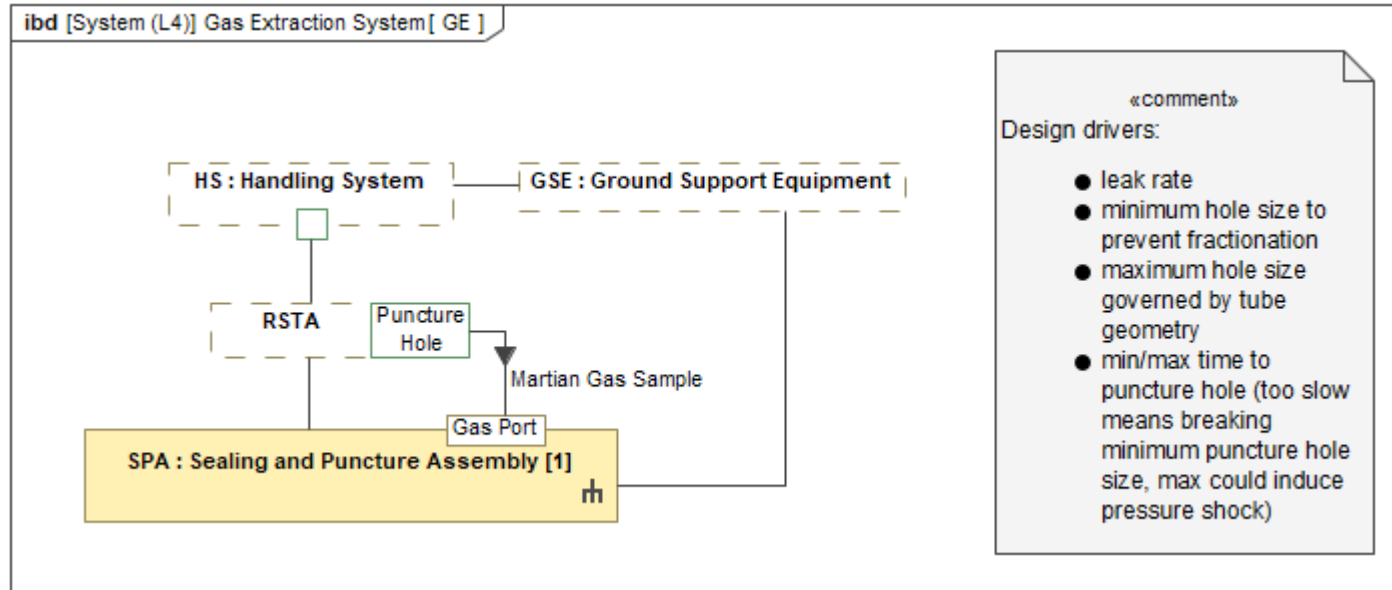 ibd [System (L4)] Gas Extraction System[ GE ]
«comment»
Design drivers:
● leak rate
● minimum hole size to
prevent fractionation
● maximum hole size
governed by tube
geometry
● min/max time to
puncture hole (too slow
means breaking
minimum puncture hole
size, max could induce
pressure shock)
HS : Handling System
GSE : Ground Support Equipment
RSTA
Puncture
Hole
Martian Gas Sample
Gas Port
SPA : Sealing and Puncture Assembly [1]